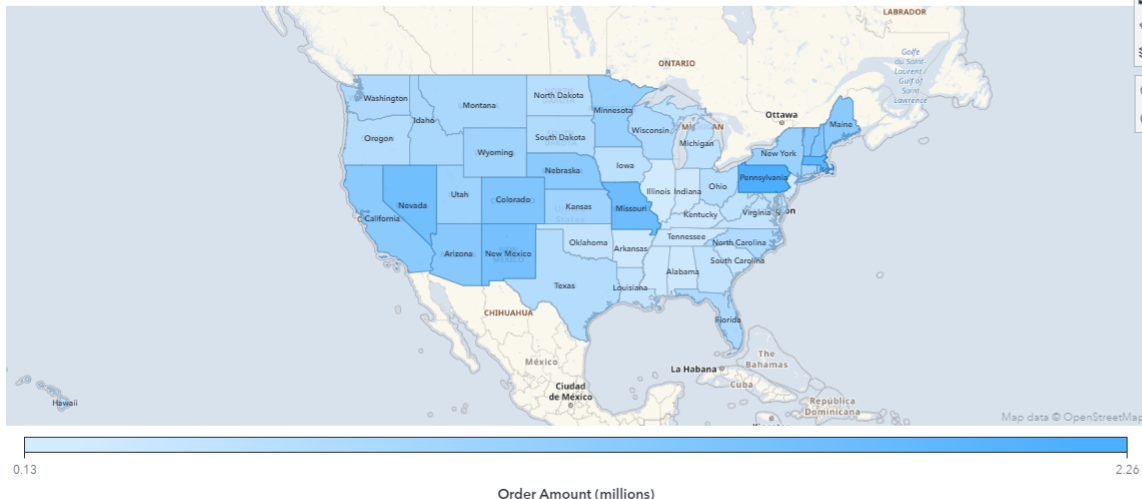 LABRADOR
Golfe
du Saint-
Laurent /
Gulf of
Saint
Lawrence
ONTARIO
Ottawa
Washington
Montana
North Dakota
Minnesota
Maine
Idaho
Oregon
South Dakota
Wisconsin
Michigan
New York
Wyoming
Iowa
Nebraska
Pennsylvania
Nevada
Utah
Colorado
Kansas
Missouri
Illinois
Indiana
Ohio
California
Kentucky
Virginia
on
Arizona
New Mexico
Oklahoma
Arkansas
Tennessee
North Carolina
South Carolina
Texas
Louisiana
Alabama
Florida
CHIHUAHUA
México
Ciudad
de México
La Habana
The
Bahamas
Cuba
República
Dominicana
Hawaii
Map data © OpenStreetMap
0.13
2.26
Order Amount (millions)